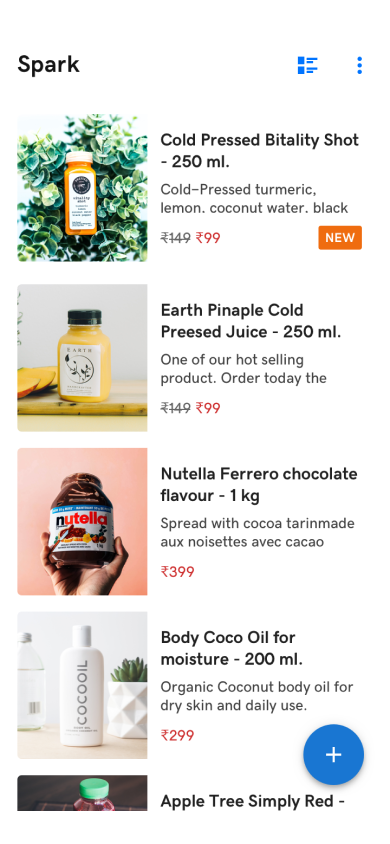 Spark
Cold Pressed Bitality Shot
- 250 ml.
Cold-Pressed turmeric,
lemon. coconut water. black
₹149 ₹99
NEW
Earth Pinaple Cold
Preesed Juice - 250 ml.
One of our hot selling
product. Order today the
₹149 ₹99
EARTH
Nutella Ferrero chocolate
flavour - 1 kg
Spread with cocoa tarinmade
aux noisettes avec cacao
₹399
nutella
Body Coco Oil for
moisture - 200 ml.
Organic Coconut body oil for
dry skin and daily use.
₹299
COCOOIL
Apple Tree Simply Red -